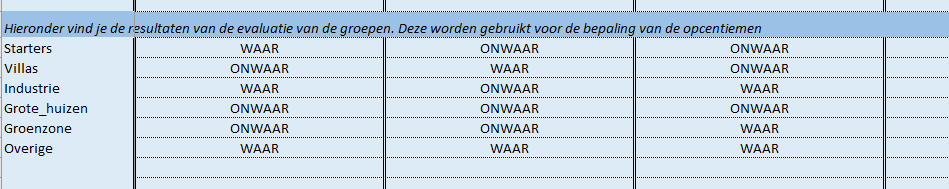 Hieronder vind je de resultaten van de evaluatie van de groepen. Deze worden gebruikt voor de bepaling van de opcentiemen
Starters WAAR ONWAAR ONWAAR
Villas ONWAAR WAAR ONWAAR
Industrie WAAR ONWAAR WAAR
Grote_huizen ONWAAR ONWAAR ONWAAR
Groenzone ONWAAR ONWAAR WAAR
Overige WAAR WAAR WAAR